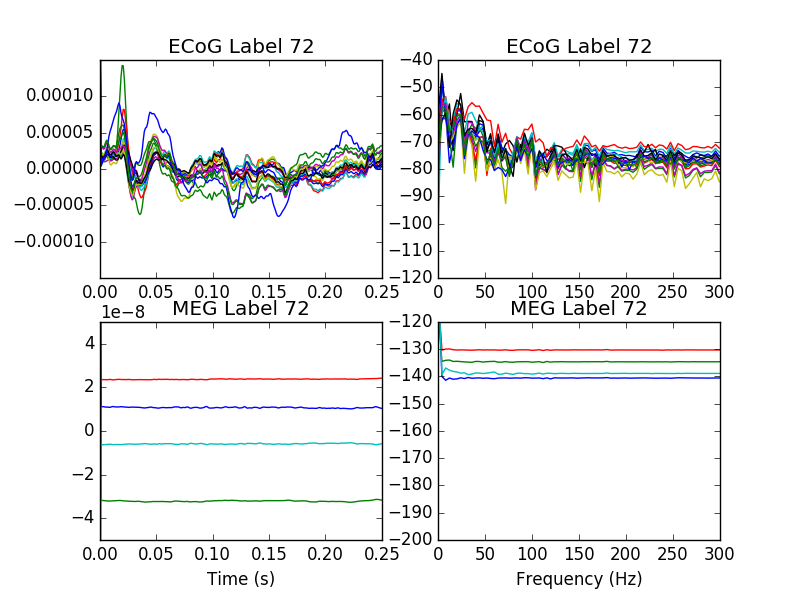 ECoG Label 72
ECoG Label 72
0.00010
0.00005
0.00000
−0.00005
−0.00010
0.00 0.05 0.10 0.15 0.20 0.25
−40
−50
−60
−70
−80
−90
−100
−110
−120
0 50 100 150 200 250 300
MEG Label 72
MEG Label 72
1e−8
4
2
0
−2
−4
0.00 0.05 0.10 0.15 0.20 0.25
Time (s)
−120
−130
−140
−150
−160
−170
−180
−190
−200
0 50 100 150 200 250 300
Frequency (Hz)